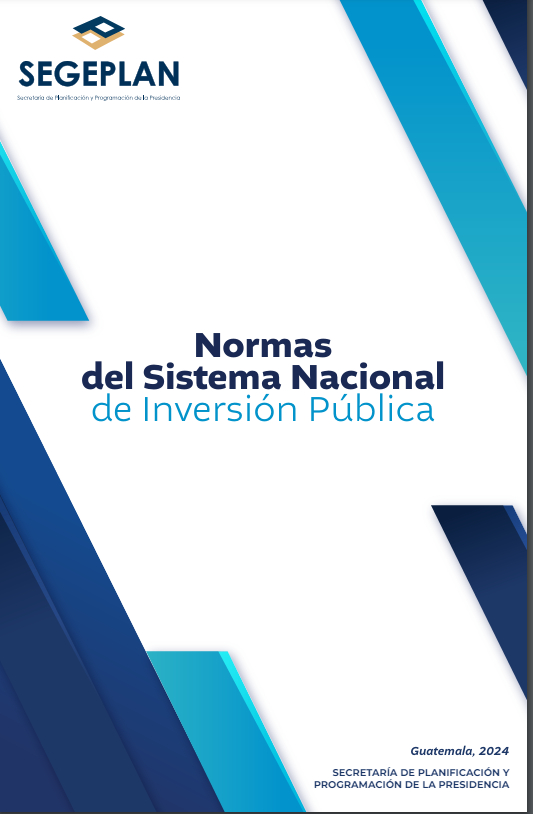 SEGEPLAN
Secretaría de Planificación y Programación de la Presidencia
Normas
del Sistema Nacional
de Inversión Pública
Guatemala, 2024
SECRETARÍA DE PLANIFICACIÓN Y
PROGRAMACIÓN DE LA PRESIDENCIA